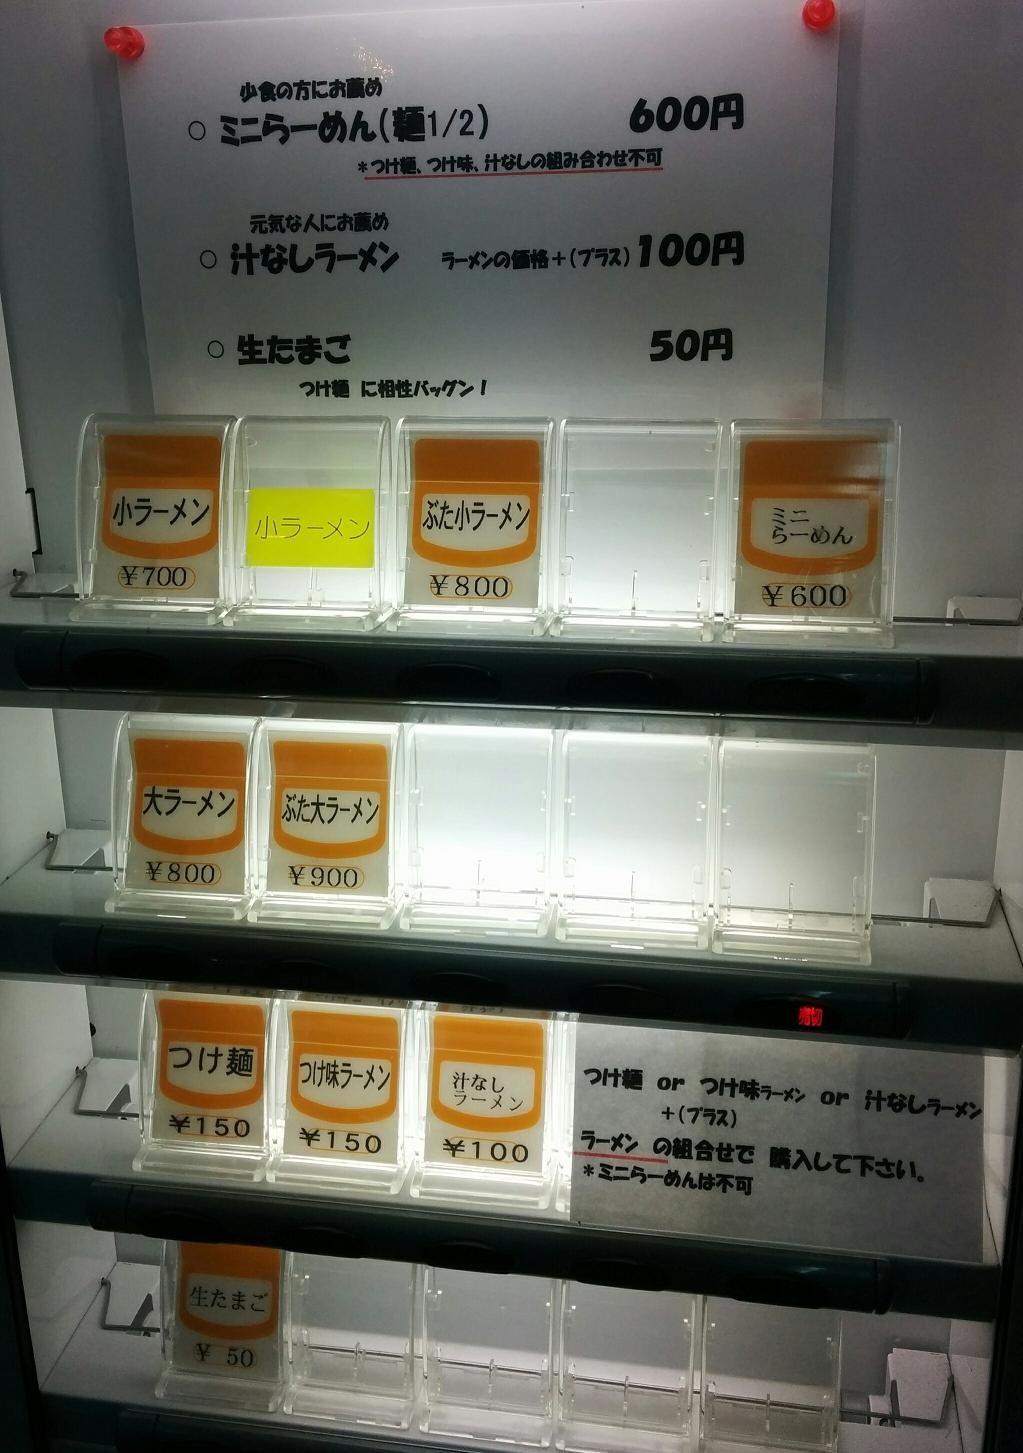 少食の方にお薦め
○ ミニらーめん(麺1/2) 600円
*つけ麺、つけ味、汁なしの組み合わせ不可
元気な人にお薦め
○ 汁なしラーメン ラーメンの価格+(プラス)100円
○ 生たまご 50円
つけ麺 に相性バッグン!
小ラーメン
¥700
小ラーメン
ぶた小ラーメン
¥800
ミニ
らーめん
¥600
大ラーメン
¥800
ぶた大ラーメン
¥900
売切
つけ麺
¥150
つけ味ラーメン
¥150
汁なし
ラーメン
¥100
つけ麺 or つけ味ラーメン or 汁なしラーメン
+(プラス)
ラーメン の組合せで 購入して下さい。
*ミニらーめんは不可
生たまご
¥ 50